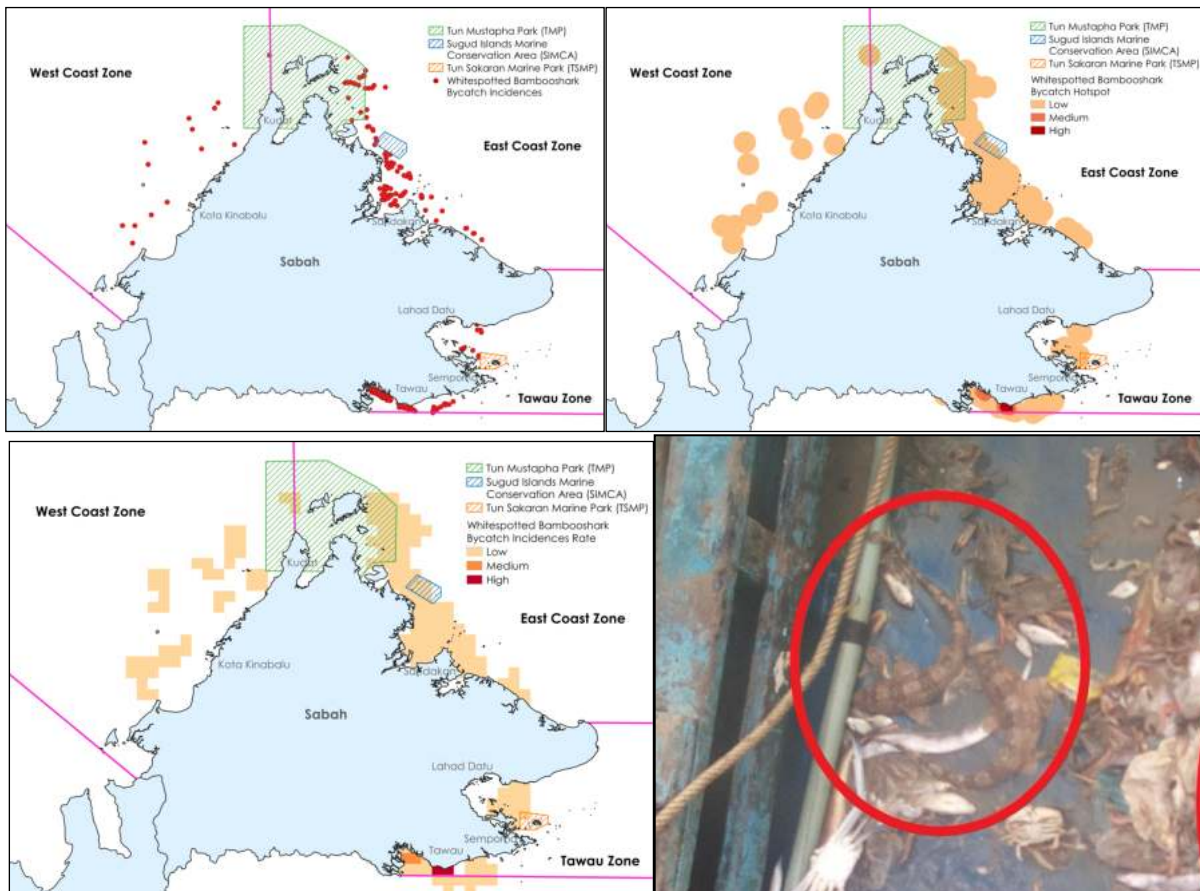 Tun Mustapha Park (TMP)
Sugud Islands Marine
Conservation Area (SIMCA)
Tun Sakaran Marine Park (TSMP)
Whitespotted Bambooshark
Bycatch Incidences
West Coast Zone
Kudat
East Coast Zone
Kota Kinabalu
Sandakan
Sabah
Lahad Datu
Semporna
Tawau
Tawau Zone
Tun Mustapha Park (TMP)
Sugud Islands Marine
Conservation Area (SIMCA)
Tun Sakaran Marine Park (TSMP)
Whitespotted Bambooshark
Bycatch Hotspot
Low
Medium
High
West Coast Zone
Kudat
East Coast Zone
Kota Kinabalu
Sandakan
Sabah
Lahad Datu
Semporna
Tawau
Tawau Zone
Tun Mustapha Park (TMP)
Sugud Islands Marine
Conservation Area (SIMCA)
Tun Sakaran Marine Park (TSMP)
Whitespotted Bambooshark
Bycatch Incidences Rate
Low
Medium
High
West Coast Zone
Kudat
East Coast Zone
Kota Kinabalu
Sandakan
Sabah
Lahad Datu
Semporna
Tawau
Tawau Zone